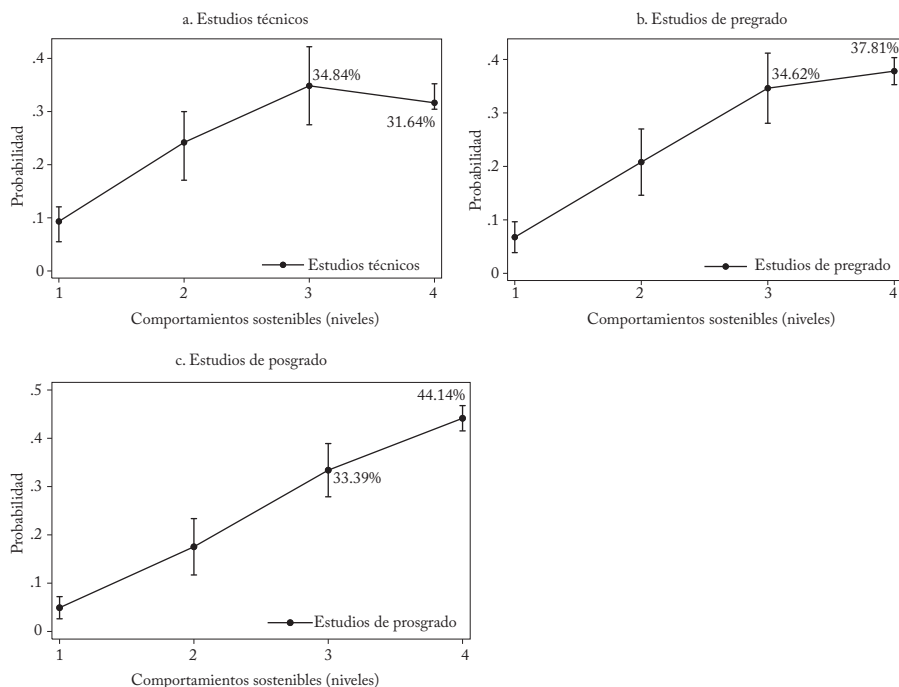 a. Estudios técnicos
.4
.3
.2
.1
0
Probabilidad
34.84%
31.64%
Estudios técnicos
1 2 3 4
Comportamientos sostenibles (niveles)
b. Estudios de pregrado
.4
.3
.2
.1
0
Probabilidad
37.81%
34.62%
Estudios de pregrado
1 2 3 4
Comportamientos sostenibles (niveles)
c. Estudios de posgrado
.5
.4
.3
.2
.1
0
Probabilidad
44.14%
33.39%
Estudios de prosgrado
1 2 3 4
Comportamientos sostenibles (niveles)